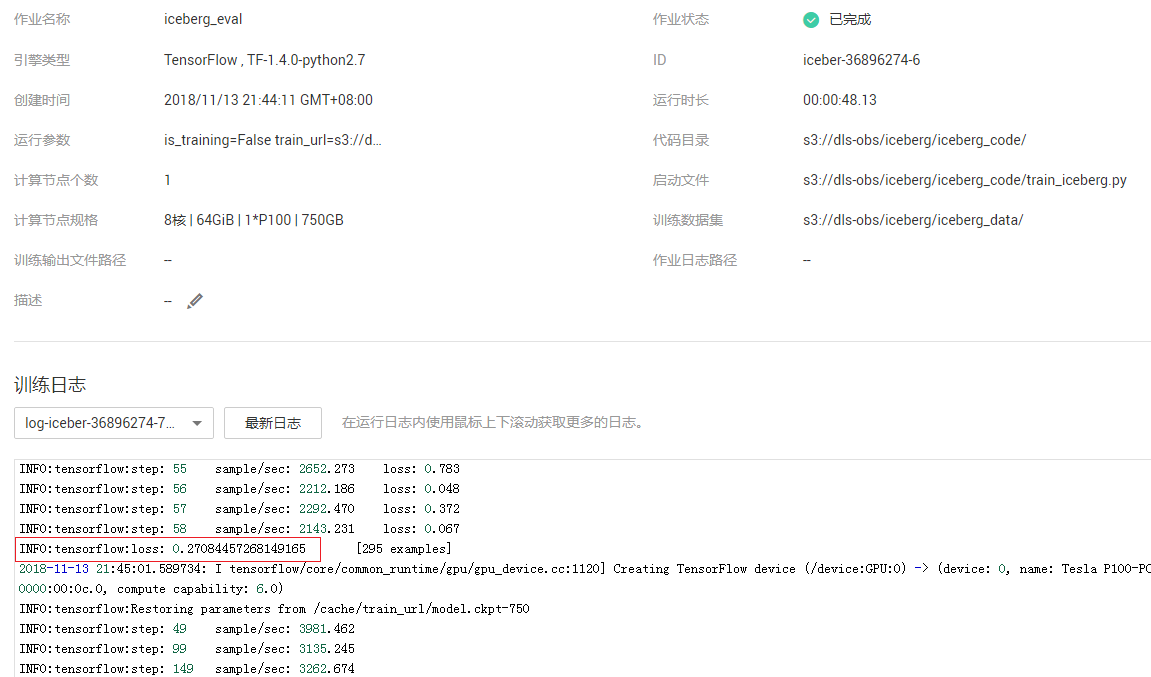 作业名称 iceberg_eval 作业状态 已完成
引擎类型 TensorFlow , TF-1.4.0-python2.7 ID iceber-36896274-6
创建时间 2018/11/13 21:44:11 GMT+08:00 运行时长 00:00:48.13
运行参数 is_training=False train_url=s3://d... 代码目录 s3://dls-obs/iceberg/iceberg_code/
计算节点个数 1 启动文件 s3://dls-obs/iceberg/iceberg_code/train_iceberg.py
计算节点规格 8核 | 64GiB | 1*P100 | 750GB 训练数据集 s3://dls-obs/iceberg/iceberg_data/
训练输出文件路径 -- 作业日志路径 --
描述 --
训练日志
log-iceber-36896274-7... 最新日志 在运行日志内使用鼠标上下滚动获取更多的日志。
INFO:tensorflow:step: 55 sample/sec: 2652.273 loss: 0.783
INFO:tensorflow:step: 56 sample/sec: 2212.186 loss: 0.048
INFO:tensorflow:step: 57 sample/sec: 2292.470 loss: 0.372
INFO:tensorflow:step: 58 sample/sec: 2143.231 loss: 0.067
INFO:tensorflow:loss: 0.27084457268149165 [295 examples]
2018-11-13 21:45:01.589734: I tensorflow/core/common_runtime/gpu/gpu_device.cc:1120] Creating TensorFlow device (/device:GPU:0) -> (device: 0, name: Tesla P100-PC
0000:00:0c.0, compute capability: 6.0)
INFO:tensorflow:Restoring parameters from /cache/train_url/model.ckpt-750
INFO:tensorflow:step: 49 sample/sec: 3981.462
INFO:tensorflow:step: 99 sample/sec: 3135.245
INFO:tensorflow:step: 149 sample/sec: 3262.674